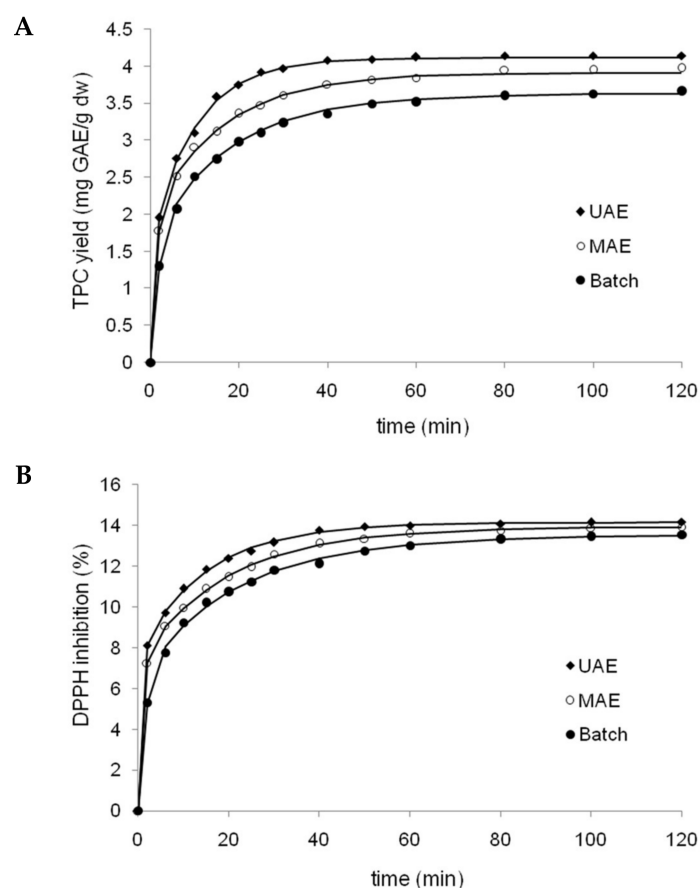 A
TPC yield (mg GAE/g dw)
4.5
4
3.5
3
2.5
2
1.5
1
0.5
0
UAE
MAE
Batch
0 20 40 60 80 100 120
time (min)
B
DPPH inhibition (%)
16
14
12
10
8
6
4
2
0
UAE
MAE
Batch
0 20 40 60 80 100 120
time (min)